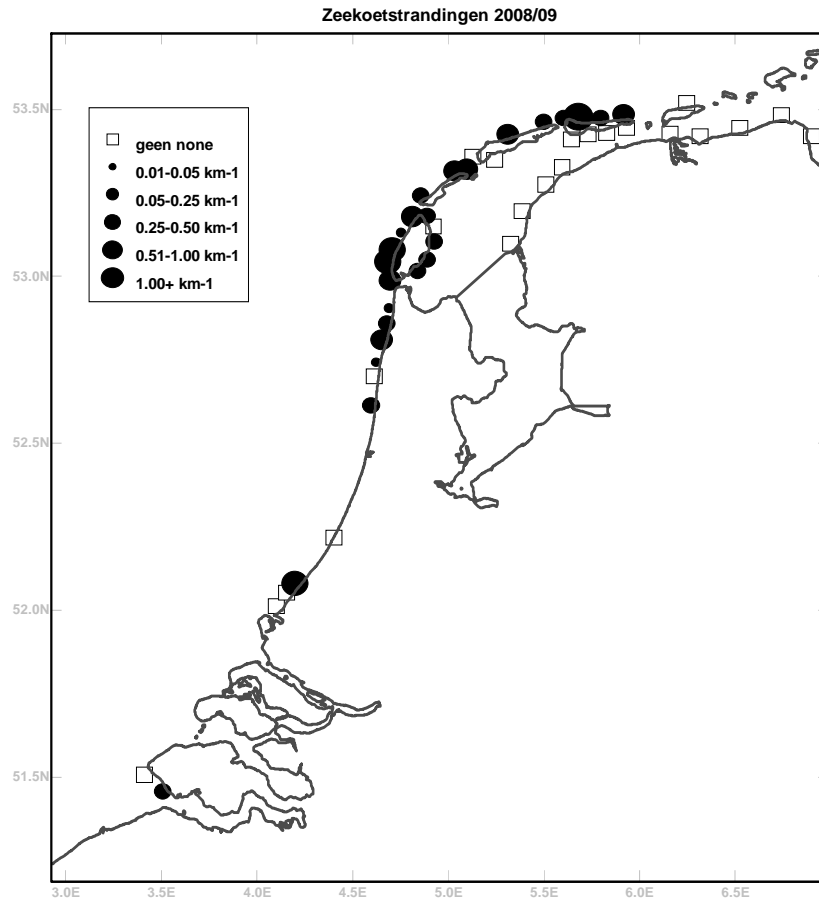 Zeekoetstrandingen 2008/09
53.5N
geen none
0.01-0.05 km-1
0.05-0.25 km-1
0.25-0.50 km-1
0.51-1.00 km-1
1.00+ km-1
53.0N
52.5N
52.0N
51.5N
3.0E 3.5E 4.0E 4.5E 5.0E 5.5E 6.0E 6.5E